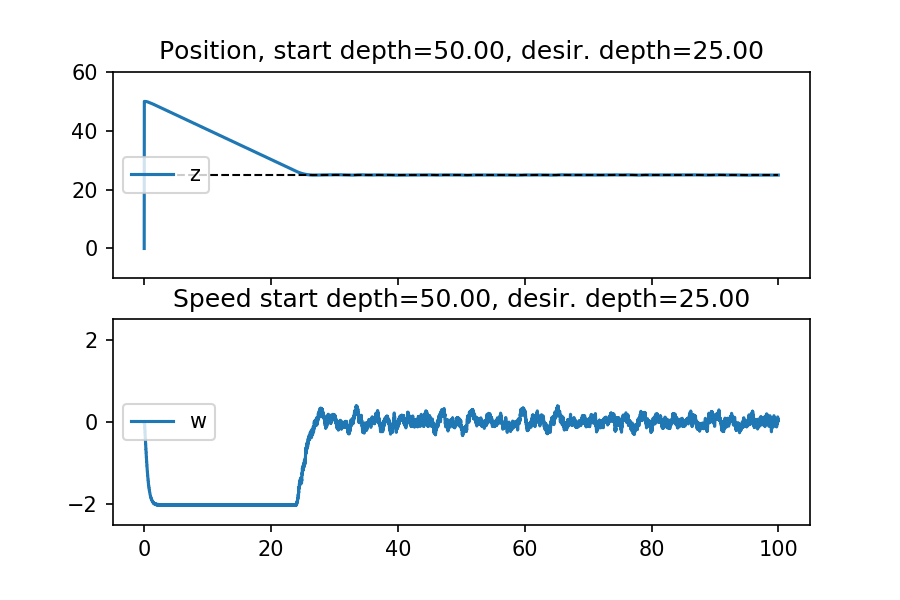 Position, start depth=50.00, desir. depth=25.00
60
40
20
0
z
Speed start depth=50.00, desir. depth=25.00
2
0
−2
w
0 20 40 60 80 100